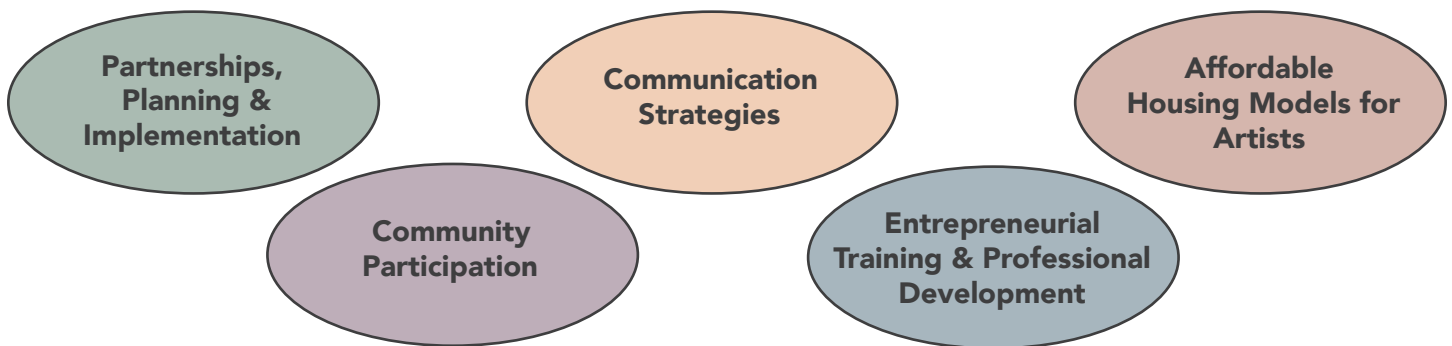 Partnerships,
Planning &
Implementation
Community
Participation
Communication
Strategies
Entrepreneurial
Training & Professional
Development
Affordable
Housing Models for
Artists